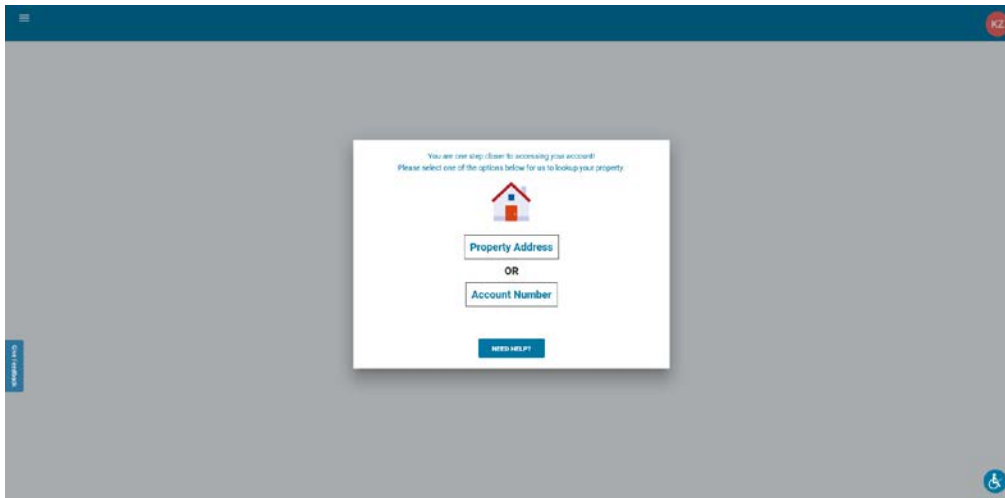 KZ
You are one step closer to accessing your account!
Please select one of the options below for us to lookup your property
Property Address
OR
Account Number
NEED HELP?
Give Feedback